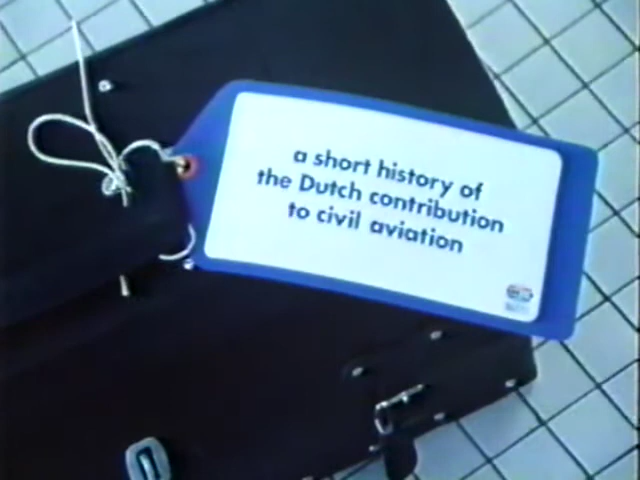 a short history of
the Dutch contribution
to civil aviation